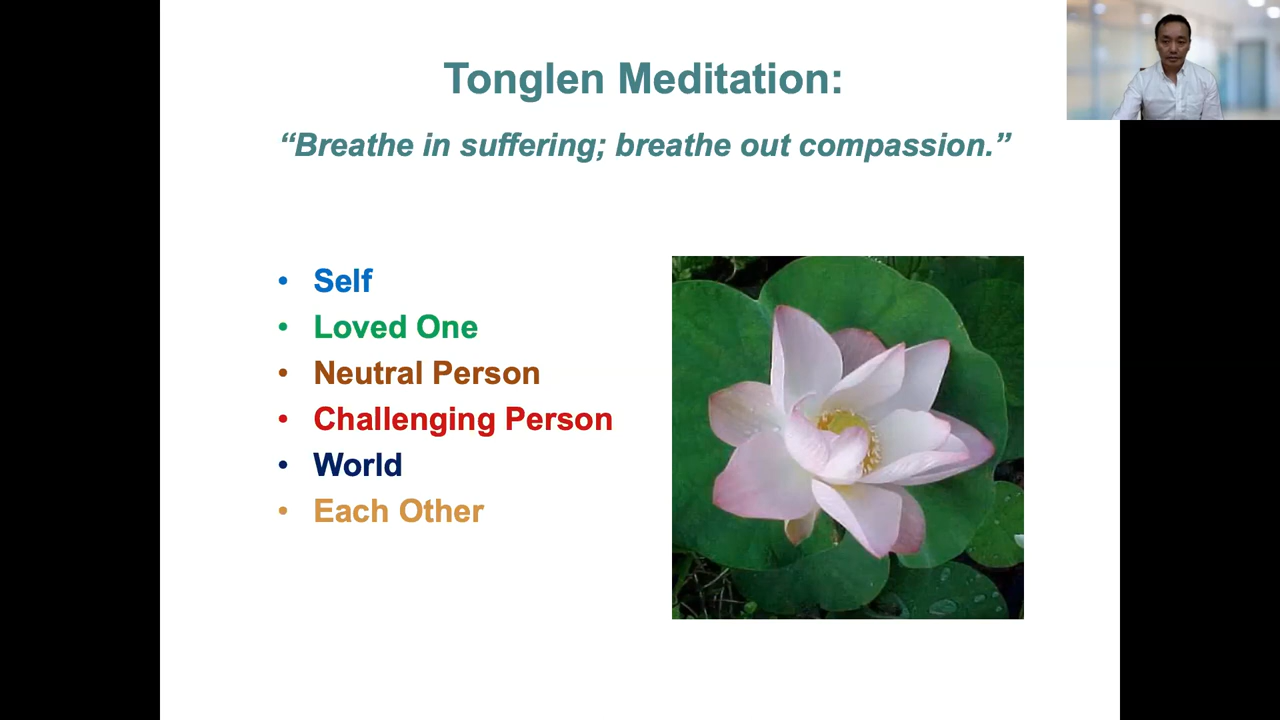 Tonglen Meditation:
“Breathe in suffering; breathe out compassion.”
• Self
• Loved One
• Neutral Person
• Challenging Person
• World
• Each Other